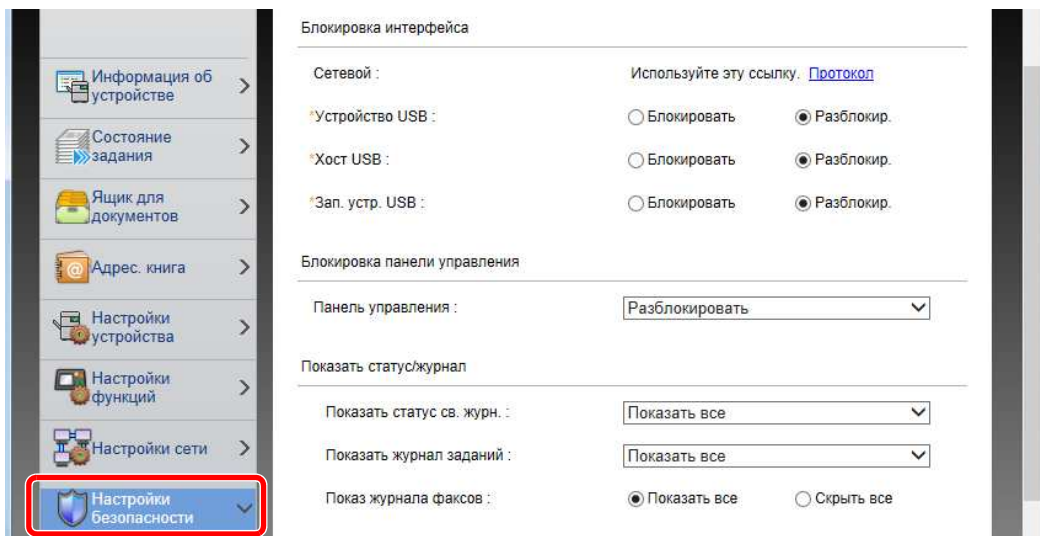 Информация об
устройстве
Состояние
задания
Ящик для
документов
Адрес. книга
Настройки
устройства
Настройки
функций
Настройки сети
Настройки
безопасности
Блокировка интерфейса
Сетевой : Используйте эту ссылку. Протокол
*Устройство USB : Блокировать Разблокир.
*Хост USB : Блокировать Разблокир.
*Зап. устр. USB : Блокировать Разблокир.
Блокировка панели управления
Панель управления : Разблокировать
Показать статус/журнал
Показать статус св. журн. : Показать все
Показать журнал заданий : Показать все
Показ журнала факсов : Показать все Скрыть все